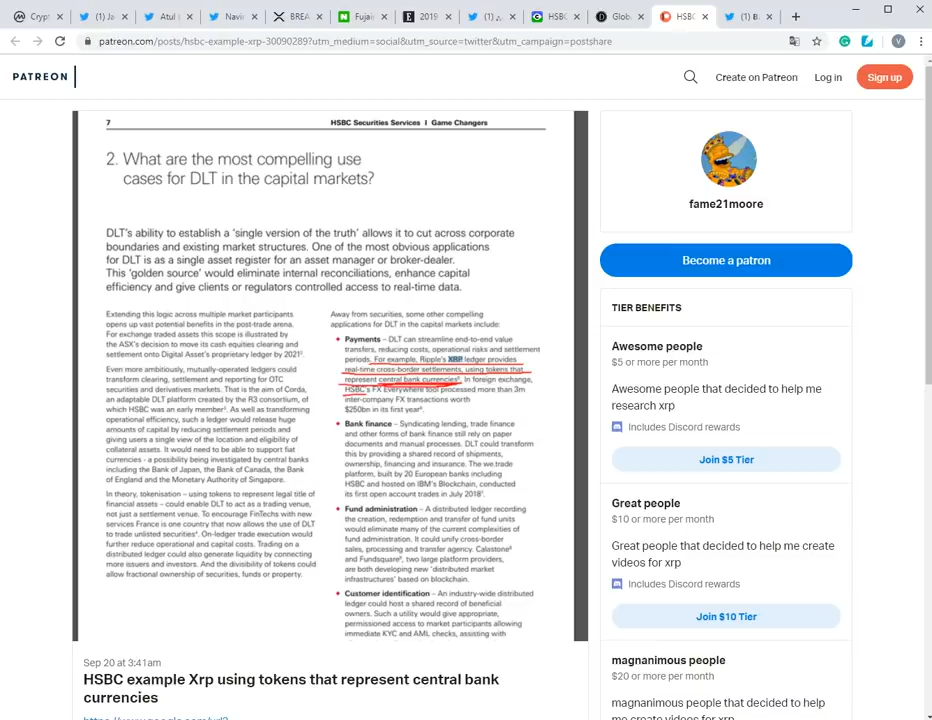 Cryp
Ja
Atul
Navin
BREA
Fujair
2019
(1)
HSBC
Globa
HSBC
(1) B
patreon.com/posts/hsbc-example-xrp-30090289?utm_medium=social&utm_source=twitter&utm_campaign=postshare
V
PATREON
Create on Patreon
Log in
Sign up
7
HSBC Securities Services I Game Changers
2. What are the most compelling use
cases for DLT in the capital markets?
DLT's ability to establish a 'single version of the truth' allows it to cut across corporate
boundaries and existing market structures. One of the most obvious applications
for DLT is as a single asset register for an asset manager or broker-dealer.
This 'golden source' would eliminate internal reconciliations, enhance capital
efficiency and give clients or regulators controlled access to real-time data.
Extending this logic across multiple market participants
opens up vast potential benefits in the post-trade arena.
For exchange traded assets this scope is illustrated by
the ASX's decision to move its cash equities clearing and
settlement onto Digital Asset's proprietary ledger by 2021³.
Even more ambitiously, mutually-operated ledgers could
transform clearing, settlement and reporting for OTC
securities and derivatives markets. That is the aim of Corda,
an adaptable DLT platform created by the R3 consortium, of
which HSBC was an early member³. As well as transforming
operational efficiency, such a ledger would release huge
amounts of capital by reducing settlement periods and
giving users a single view of the location and eligibility of
collateral assets. It would need to be able to support fiat
currencies - a possibility being investigated by central banks
including the Bank of Japan, the Bank of Canada, the Bank
of England and the Monetary Authority of Singapore.
In theory, tokenisation – using tokens to represent legal title of
financial assets – could enable DLT to act as a trading venue,
not just a settlement venue. To encourage FinTechs with new
services France is one country that now allows the use of DLT
to trade unlisted securities⁴. On-ledger trade execution would
further reduce operational and capital costs. Trading on a
distributed ledger could also generate liquidity by connecting
more issuers and investors. And the divisibility of tokens could
allow fractional ownership of securities, funds or property.
Away from securities, some other compelling
applications for DLT in the capital markets include:
• Payments – DLT can streamline end-to-end value
transfers, reducing costs, operational risks and settlement
periods. For example, Ripple's XRP ledger provides
real-time cross-border settlements, using tokens that
represent central bank currencies⁵. In foreign exchange,
HSBC's FX Everywhere tool processed more than 3m
inter-company FX transactions worth
$250bn in its first year⁶.
• Bank finance – Syndicating lending, trade finance
and other forms of bank finance still rely on paper
documents and manual processes. DLT could transform
this by providing a shared record of shipments,
ownership, financing and insurance. The we.trade
platform, built by 20 European banks including
HSBC and hosted on IBM's Blockchain, conducted
its first open account trades in July 2018⁷.
• Fund administration – A distributed ledger recording
the creation, redemption and transfer of fund units
would eliminate many of the current complexities of
fund administration. It could unify cross-border
sales, processing and transfer agency. Calastone⁸
and Fundsquare⁹, two large platform providers,
are both developing new 'distributed market
infrastructures' based on blockchain.
• Customer identification – An industry-wide distributed
ledger could host a shared record of beneficial
owners. Such a utility would give appropriate,
permissioned access to market participants allowing
immediate KYC and AML checks, assisting with
Sep 20 at 3:41am
HSBC example Xrp using tokens that represent central bank
currencies
fame21moore
Become a patron
TIER BENEFITS
Awesome people
$5 or more per month
Awesome people that decided to help me
research xrp
Includes Discord rewards
Join $5 Tier
Great people
$10 or more per month
Great people that decided to help me create
videos for xrp
Includes Discord rewards
Join $10 Tier
magnanimous people
$20 or more per month
magnanimous people that decided to help
me create videos for xrp